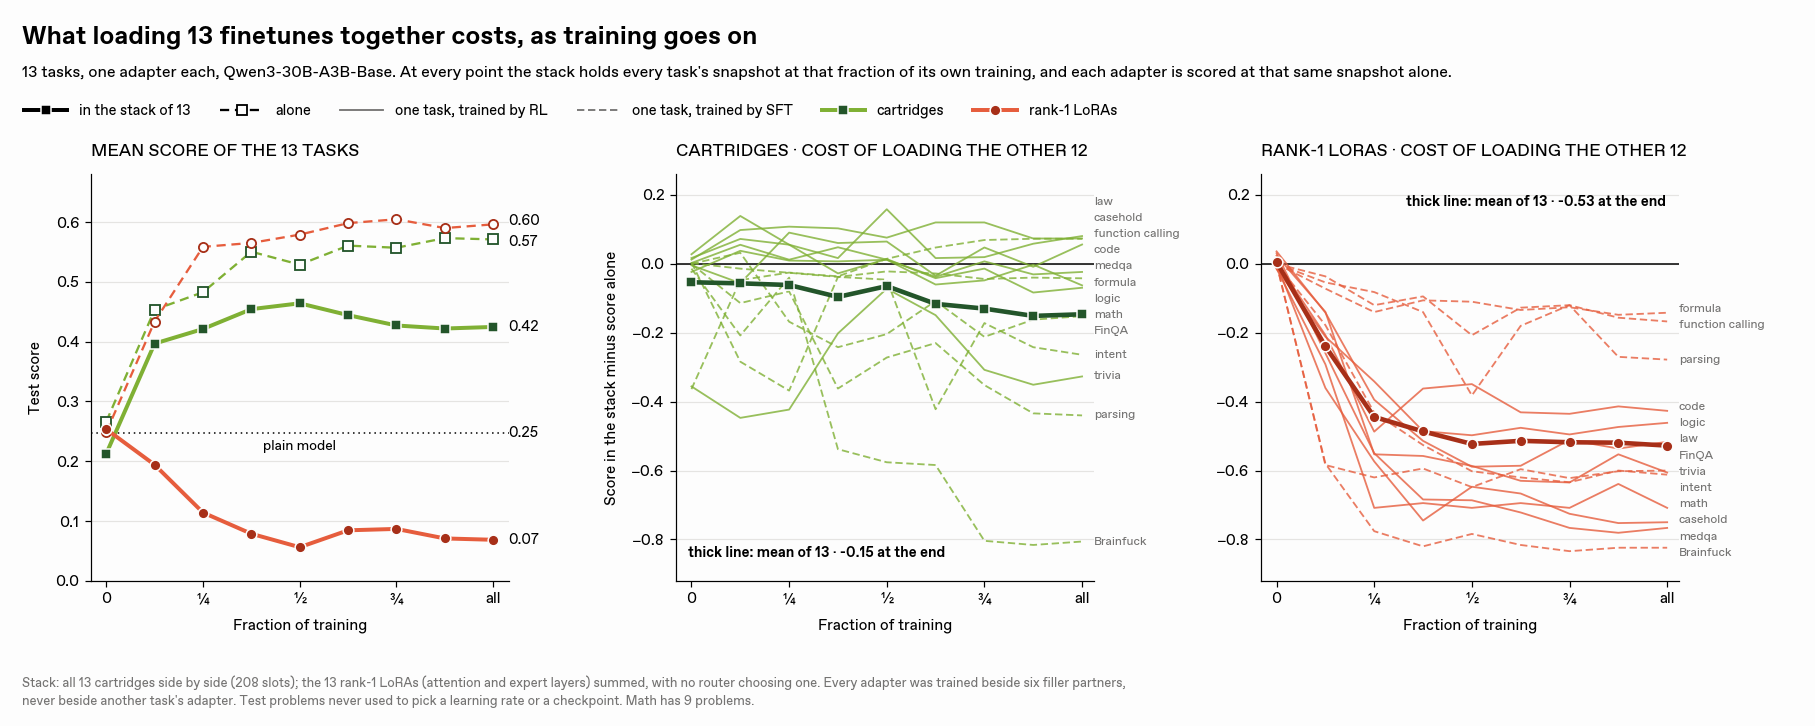 What loading 13 finetunes together costs, as training goes on
13 tasks, one adapter each, Qwen3-30B-A3B-Base. At every point the stack holds every task's snapshot at that fraction of its own training, and each adapter is scored at that same snapshot alone.
in the stack of 13
alone
one task, trained by RL
one task, trained by SFT
cartridges
rank-1 LoRAs
MEAN SCORE OF THE 13 TASKS
Test score
0.6
0.5
0.4
0.3
0.2
0.1
0.0
0.60
0.57
0.42
0.25
0.07
plain model
0
¼
½
¾
all
Fraction of training
CARTRIDGES · COST OF LOADING THE OTHER 12
Score in the stack minus score alone
0.2
0.0
−0.2
−0.4
−0.6
−0.8
law
casehold
function calling
code
medqa
formula
logic
math
FinQA
intent
trivia
parsing
Brainfuck
thick line: mean of 13 · -0.15 at the end
0
¼
½
¾
all
Fraction of training
RANK-1 LORAS · COST OF LOADING THE OTHER 12
thick line: mean of 13 · -0.53 at the end
0.2
0.0
−0.2
−0.4
−0.6
−0.8
formula
function calling
parsing
code
logic
law
FinQA
trivia
intent
math
casehold
medqa
Brainfuck
0
¼
½
¾
all
Fraction of training
Stack: all 13 cartridges side by side (208 slots); the 13 rank-1 LoRAs (attention and expert layers) summed, with no router choosing one. Every adapter was trained beside six filler partners,
never beside another task's adapter. Test problems never used to pick a learning rate or a checkpoint. Math has 9 problems.